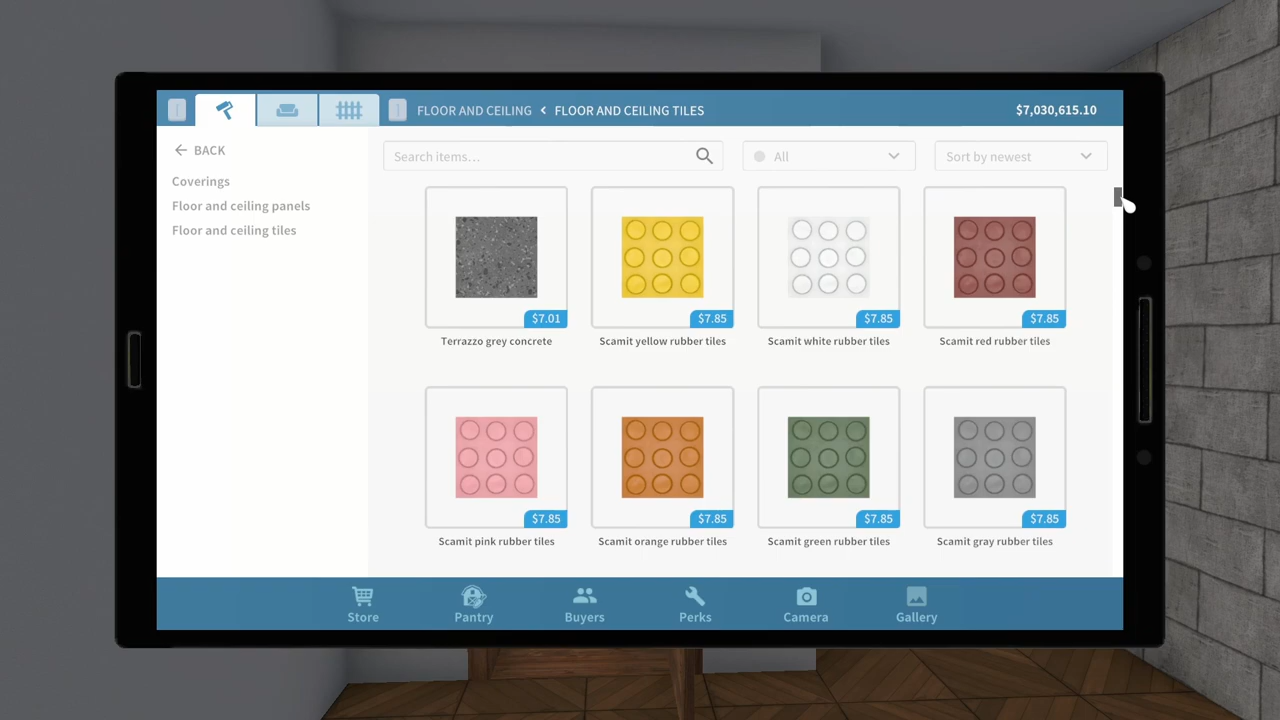 FLOOR AND CEILING < FLOOR AND CEILING TILES
$7,030,615.10
BACK
Search items...
All
Sort by newest
Coverings
Floor and ceiling panels
Floor and ceiling tiles
$7.01
$7.85
$7.85
$7.85
Terrazzo grey concrete
Scamit yellow rubber tiles
Scamit white rubber tiles
Scamit red rubber tiles
$7.85
$7.85
$7.85
$7.85
Scamit pink rubber tiles
Scamit orange rubber tiles
Scamit green rubber tiles
Scamit gray rubber tiles
Store
Pantry
Buyers
Perks
Camera
Gallery